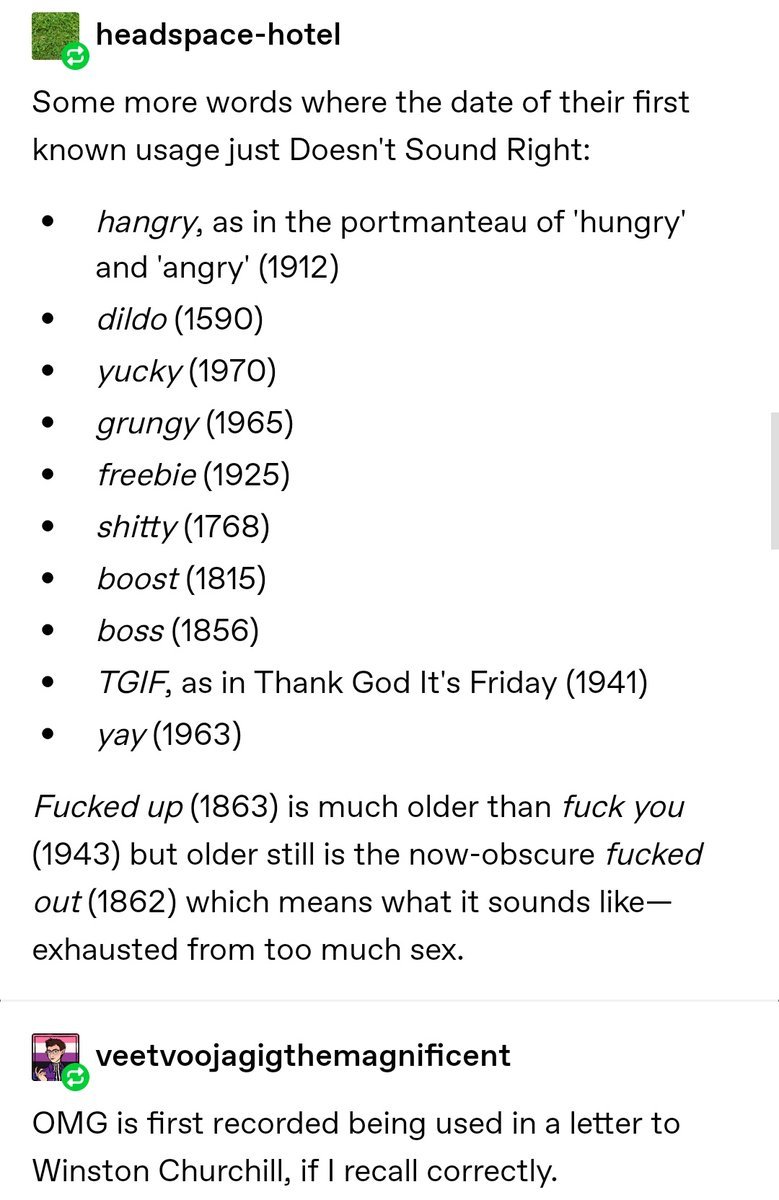 headspace-hotel
Some more words where the date of their first
known usage just Doesn't Sound Right:
• hangry, as in the portmanteau of 'hungry'
and 'angry' (1912)
• dildo (1590)
• yucky (1970)
• grungy (1965)
• freebie (1925)
• shitty (1768)
• boost (1815)
• boss (1856)
• TGIF, as in Thank God It's Friday (1941)
• yay (1963)
Fucked up (1863) is much older than fuck you
(1943) but older still is the now-obscure fucked
out (1862) which means what it sounds like—
exhausted from too much sex.
veetvoojagigthemagnificent
OMG is first recorded being used in a letter to
Winston Churchill, if I recall correctly.